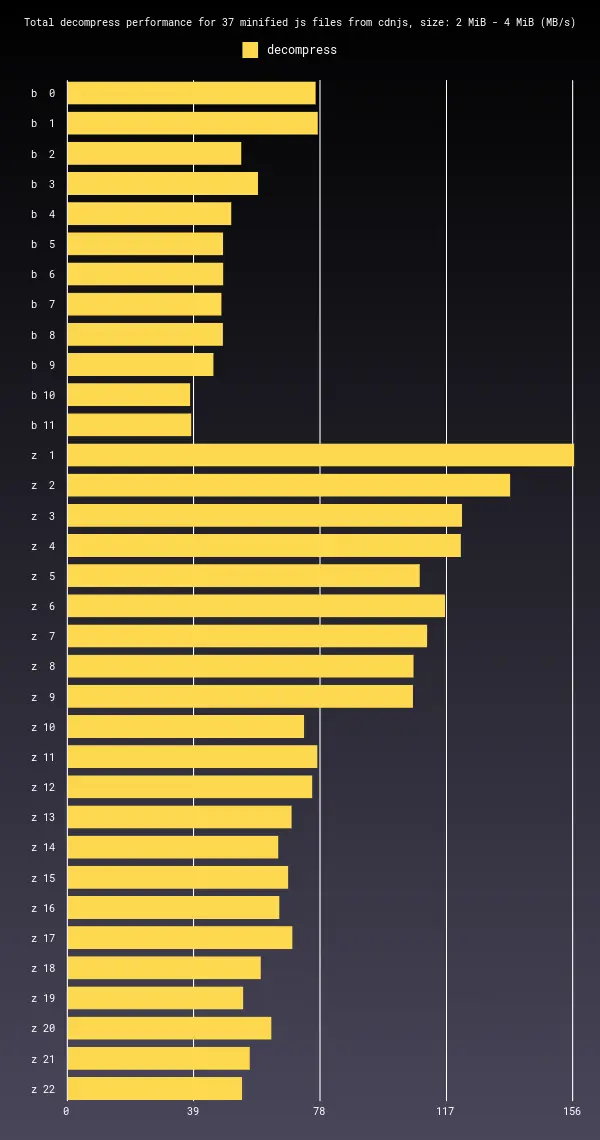 Total decompress performance for 37 minified js files from cdnjs, size: 2 MiB - 4 MiB (MB/s)
decompress
b 0
b 1
b 2
b 3
b 4
b 5
b 6
b 7
b 8
b 9
b 10
b 11
z 1
z 2
z 3
z 4
z 5
z 6
z 7
z 8
z 9
z 10
z 11
z 12
z 13
z 14
z 15
z 16
z 17
z 18
z 19
z 20
z 21
z 22
0 39 78 117 156